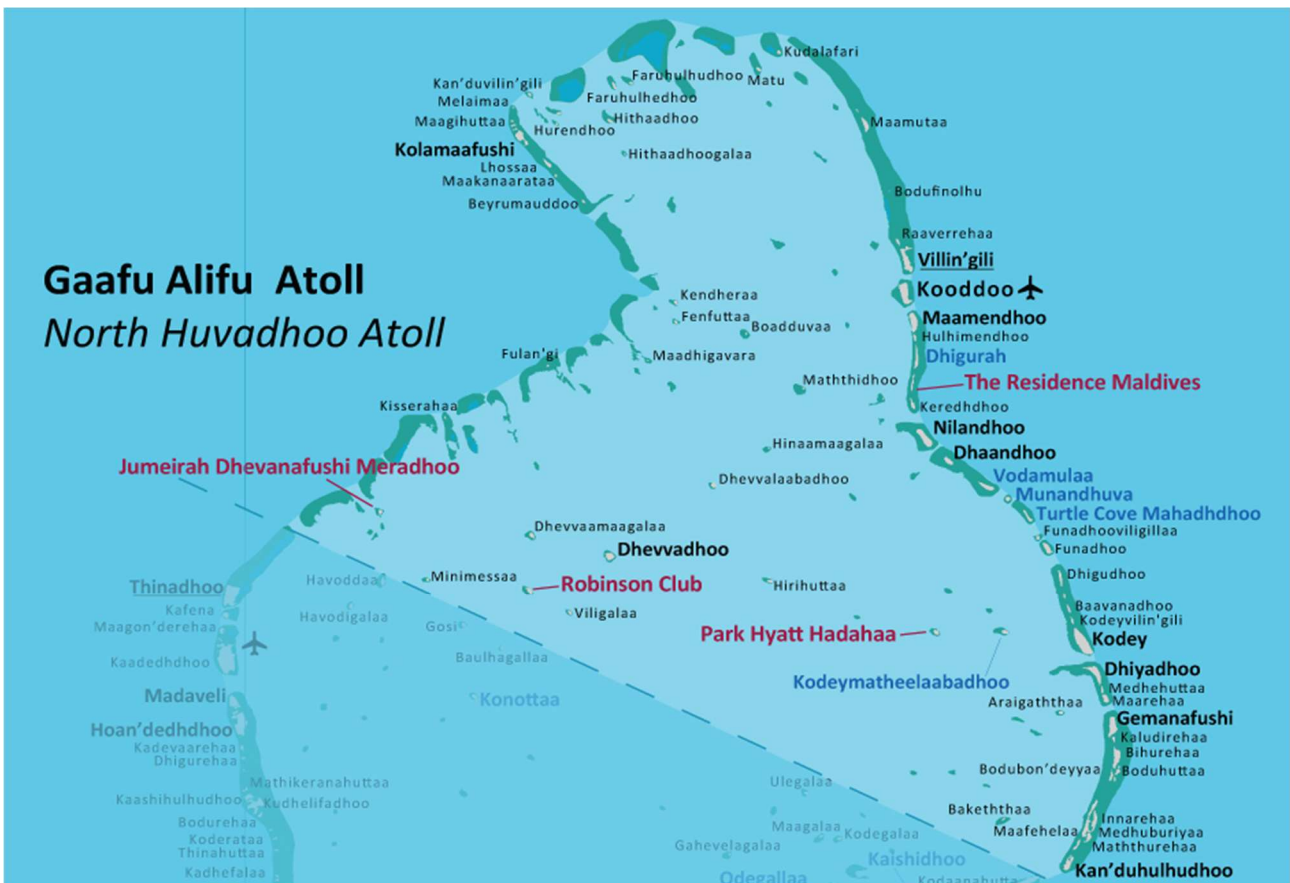 Kudalafari
Faruhulhudhoo
Matu
Kan'duvilin'gili
Faruhulhedhoo
Melaimaa
Maagihuttaa
Hithaadhoo
Maamutaa
Hurendhoo
Kolamaafushi
Hithaadhoogalaa
Lhossaa
Maakanaarataa
Bodufinolhu
Beyrumauddoo
Raaverrehaa
Villin'gili
Gaafu Alifu Atoll
Kooddoo
Kendheraa
North Huvadhoo Atoll
Fenfuttaa
Maamendhoo
Boadduvaa
Hulhimendhoo
Fulan'gi
Maadhigavara
Dhigurah
Maththidhoo
The Residence Maldives
Kisserahaa
Keredhdhoo
Nilandhoo
Hinaamaagalaa
Dhaandhoo
Jumeirah Dhevanafushi Meradhoo
Dhevvalaabadhoo
Vodamulaa
Munandhuva
Turtle Cove Mahadhdhoo
Dhevvaamaagalaa
Funadhooviligillaa
Dhevvadhoo
Funadhoo
Havoddaa
Minimessaa
Dhigudhoo
Thinadhoo
Robinson Club
Hirihuttaa
Kafena
Havodigalaa
Viligalaa
Baavanadhoo
Maagon'derehaa
Gosi
Kodeyvilin'gili
Park Hyatt Hadahaa
Kodey
Kaadedhdhoo
Baulhagallaa
Dhiyadhoo
Kodeymatheelaabadhoo
Medhehuttaa
Madaveli
Konottaa
Araigaththaa
Maarehaa
Gemanafushi
Hoan'dedhdhoo
Kaludirehaa
Kadevaarehaa
Bihurehaa
Dhigurehaa
Bodubon'deyyaa
Boduhuttaa
Mathikeranahuttaa
Ulegalaa
Kaashihulhudhoo
Kudhelifadhoo
Bakeththaa
Innarehaa
Bodurehaa
Maagalaa
Maafehelaa
Medhuburiyaa
Koderataa
Kodegalaa
Gahevelagalaa
Maththurehaa
Thinahuttaa
Kaishidhoo
Kadhefalaa
Kan'duhulhudhoo
Odegallaa
Kodaanahutta